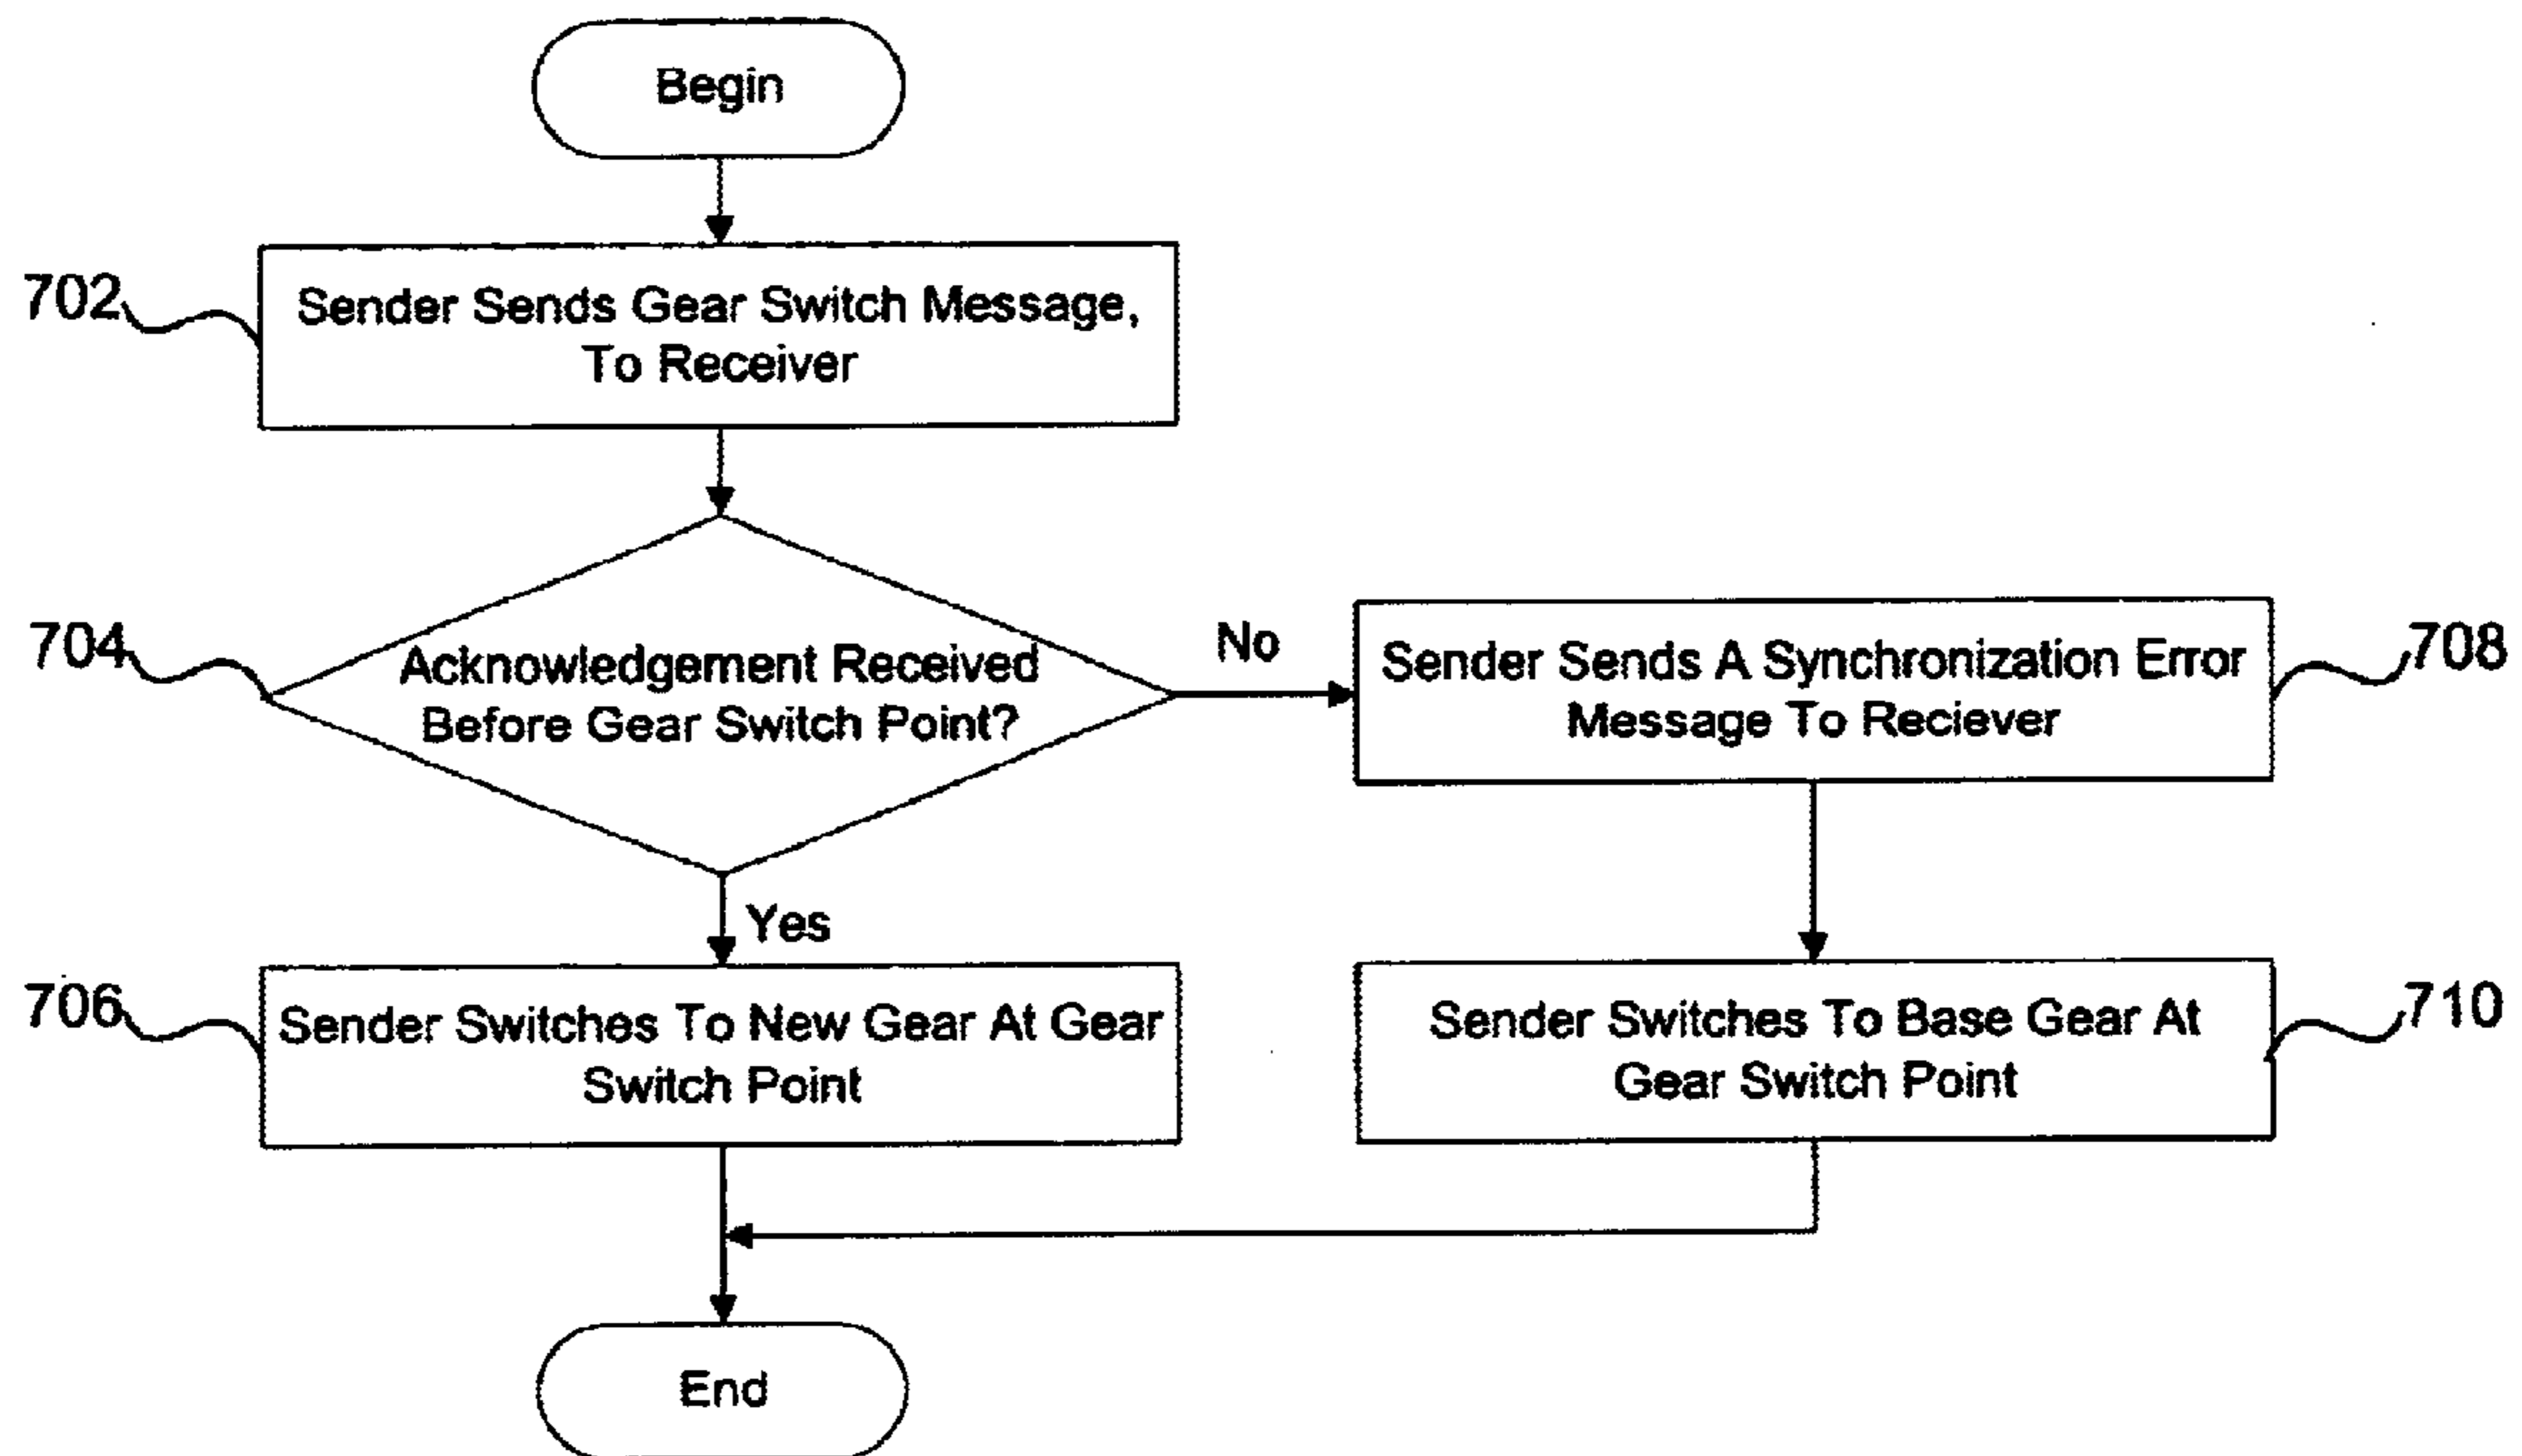 Begin
702
Sender Sends Gear Switch Message,
To Receiver
704
Acknowledgement Received
Before Gear Switch Point?
No
Sender Sends A Synchronization Error
Message To Reciever
708
Yes
706
Sender Switches To New Gear At Gear
Switch Point
Sender Switches To Base Gear At
Gear Switch Point
710
End